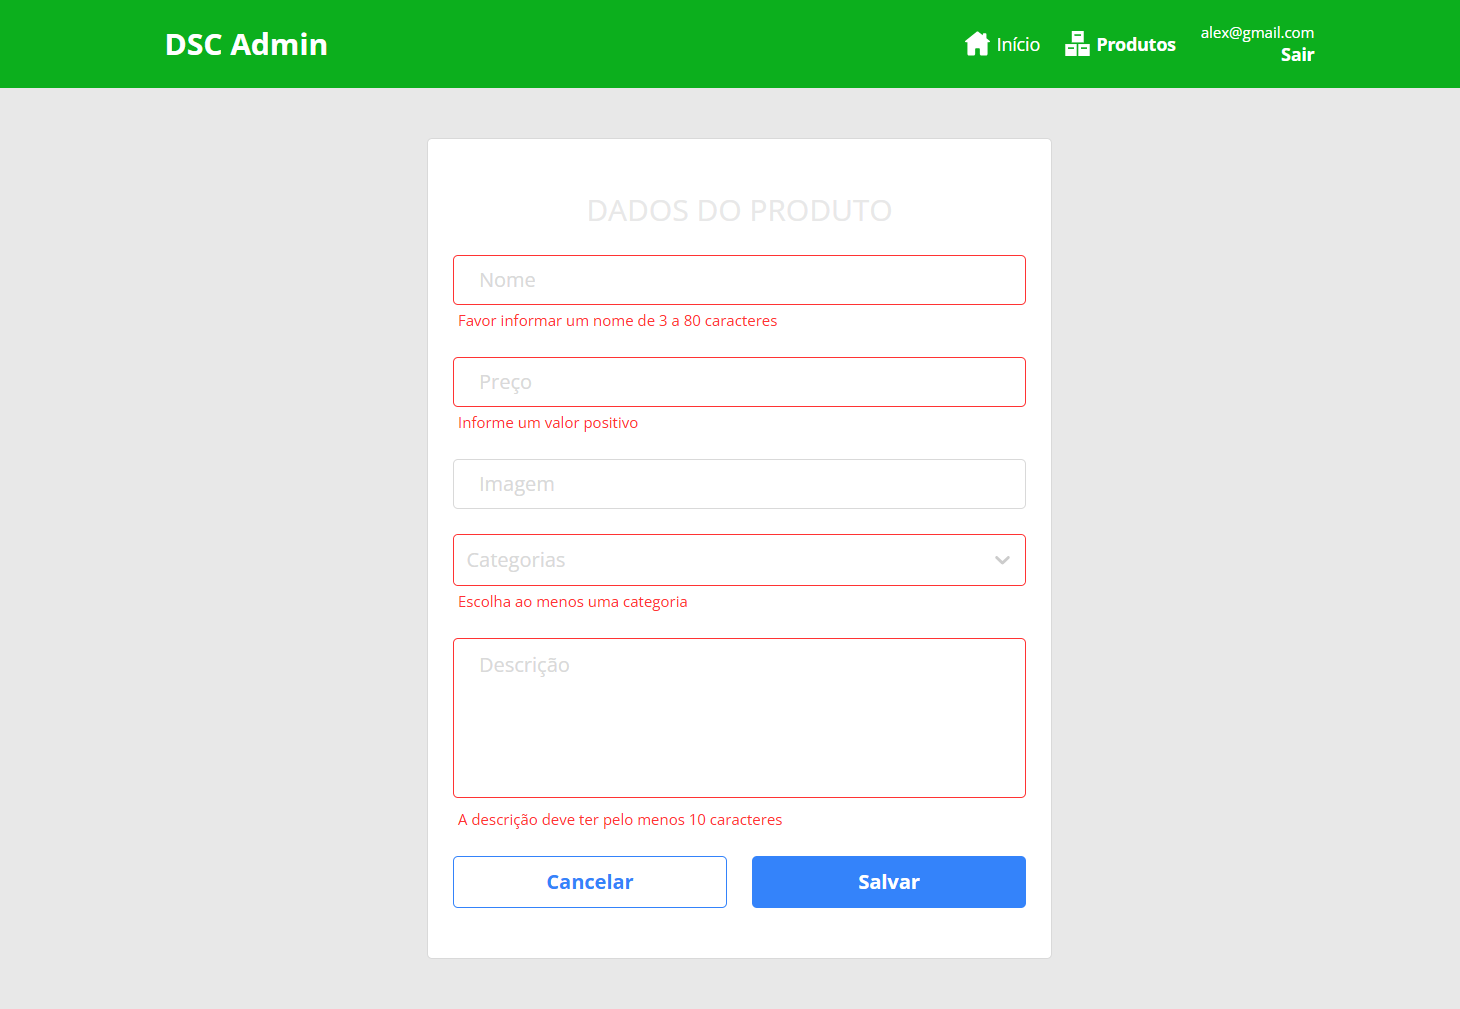 DSC Admin
Início
Produtos
alex@gmail.com
Sair
DADOS DO PRODUTO
Nome
Favor informar um nome de 3 a 80 caracteres
Preço
Informe um valor positivo
Imagem
Categorias
Escolha ao menos uma categoria
Descrição
A descrição deve ter pelo menos 10 caracteres
Cancelar
Salvar